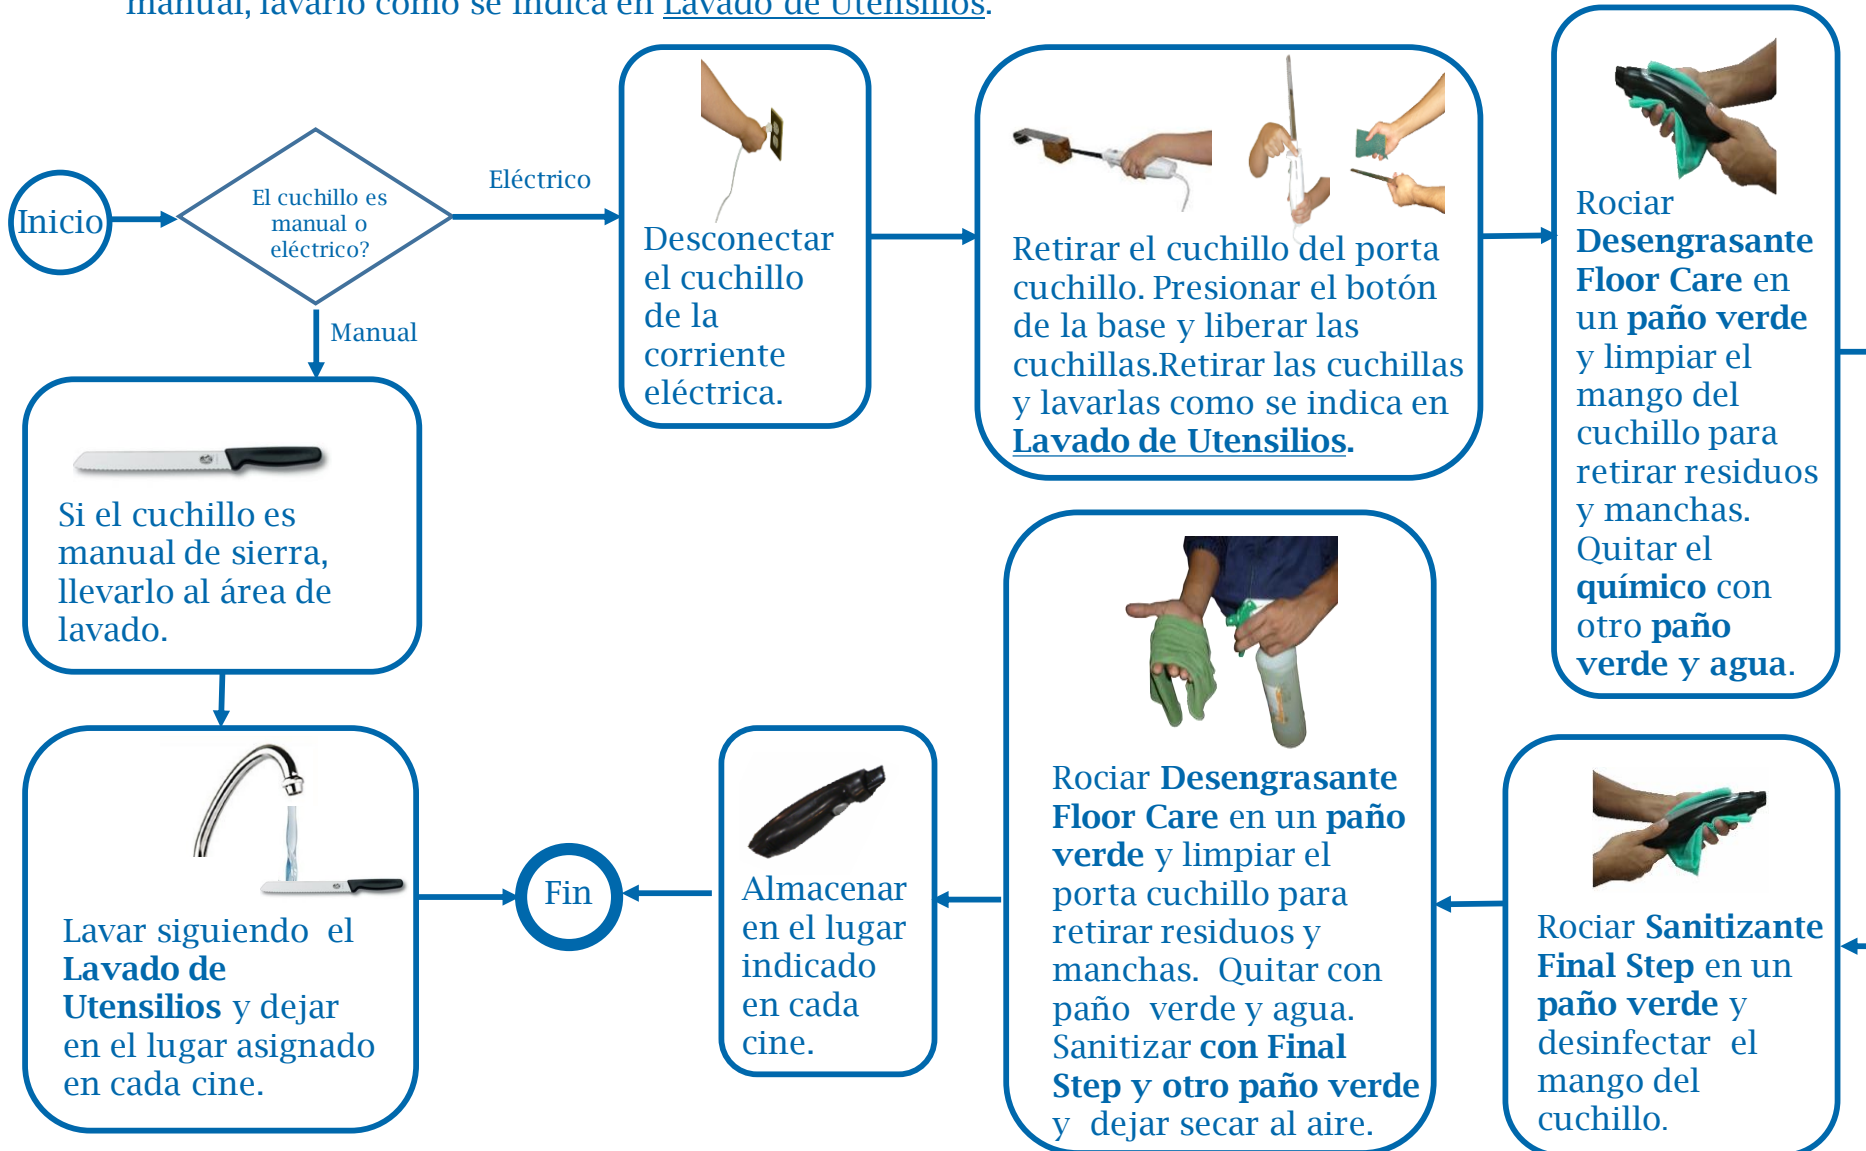 manual, lavarlo como se indica en Lavado de Utensilios.
Inicio
El cuchillo es
manual o
eléctrico?
Eléctrico
Manual
Desconectar
el cuchillo
de la
corriente
eléctrica.
Retirar el cuchillo del porta
cuchillo. Presionar el botón
de la base y liberar las
cuchillas.Retirar las cuchillas
y lavarlas como se indica en
Lavado de Utensilios.
Rociar
Desengrasante
Floor Care en
un paño verde
y limpiar el
mango del
cuchillo para
retirar residuos
y manchas.
Quitar el
químico con
otro paño
verde y agua.
Si el cuchillo es
manual de sierra,
llevarlo al área de
lavado.
Lavar siguiendo el
Lavado de
Utensilios y dejar
en el lugar asignado
en cada cine.
Fin
Almacenar
en el lugar
indicado
en cada
cine.
Rociar Desengrasante
Floor Care en un paño
verde y limpiar el
porta cuchillo para
retirar residuos y
manchas. Quitar con
paño verde y agua.
Sanitizar con Final
Step y otro paño verde
y dejar secar al aire.
Rociar Sanitizante
Final Step en un
paño verde y
desinfectar el
mango del
cuchillo.